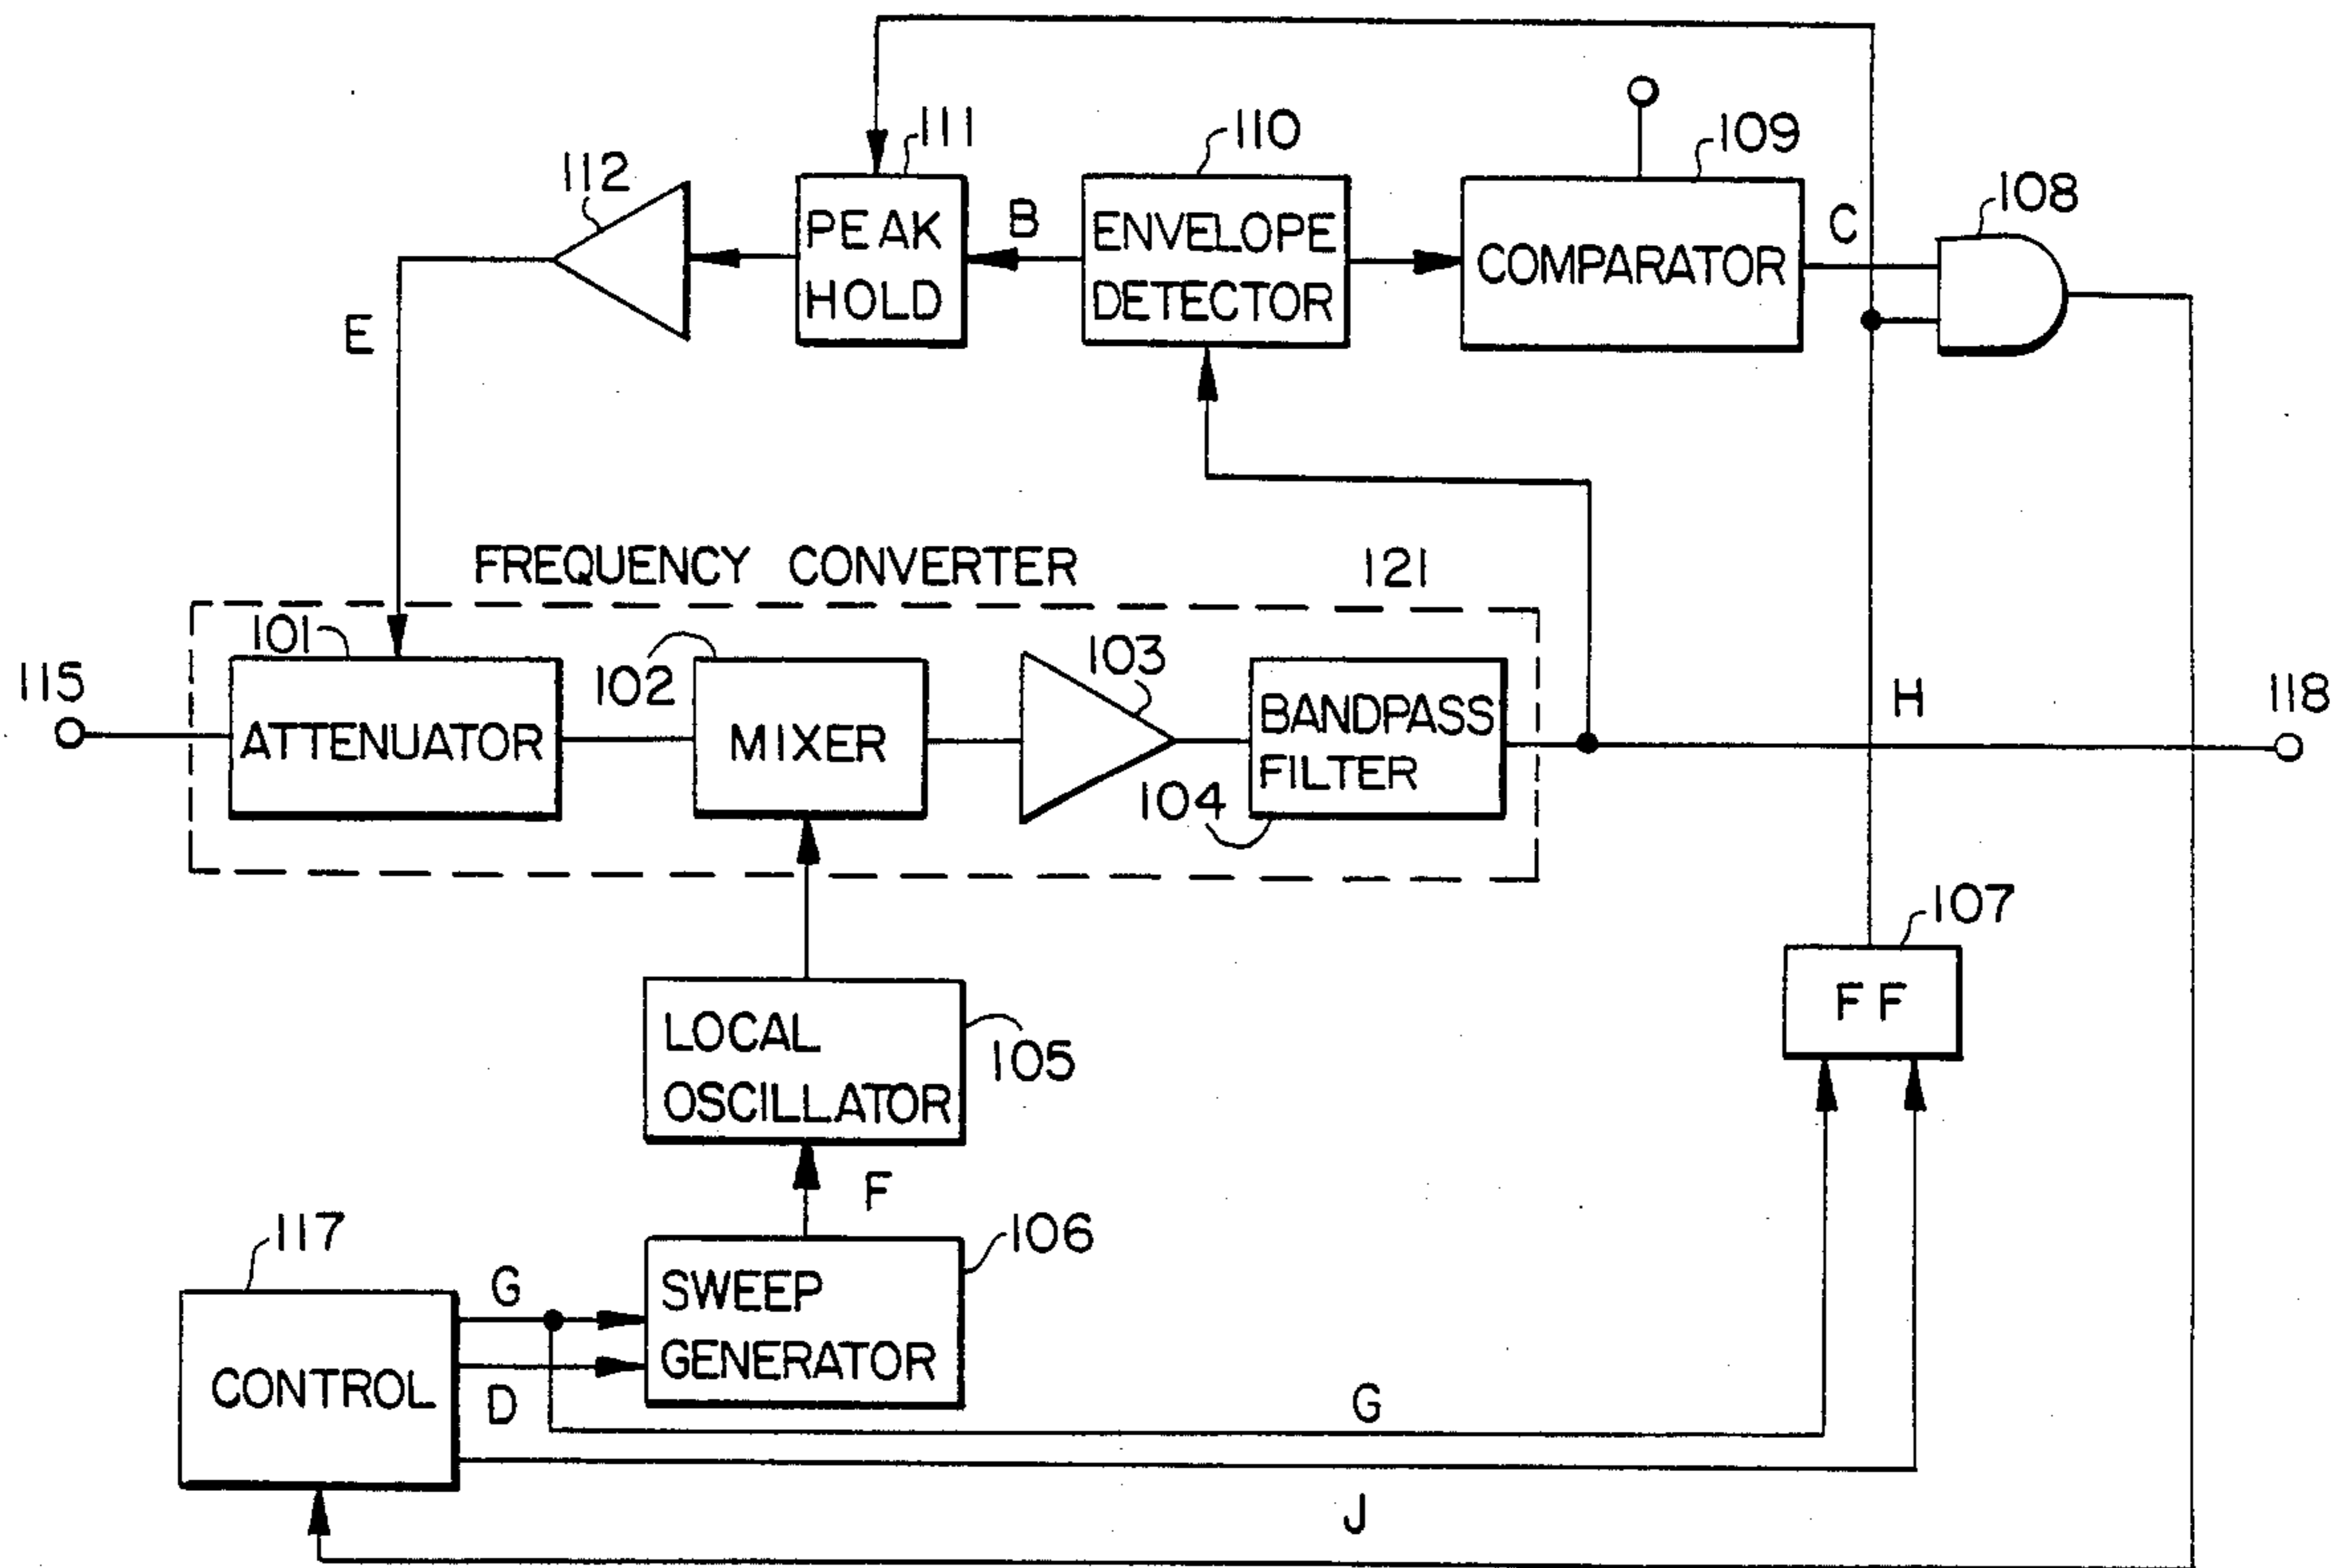 111
110
109
112
108
PEAK
HOLD
B
ENVELOPE
DETECTOR
COMPARATOR
C
E
FREQUENCY CONVERTER
121
101
102
103
115
ATTENUATOR
MIXER
BANDPASS
FILTER
104
H
118
107
FF
LOCAL
OSCILLATOR
105
F
117
106
G
SWEEP
GENERATOR
CONTROL
D
G
J